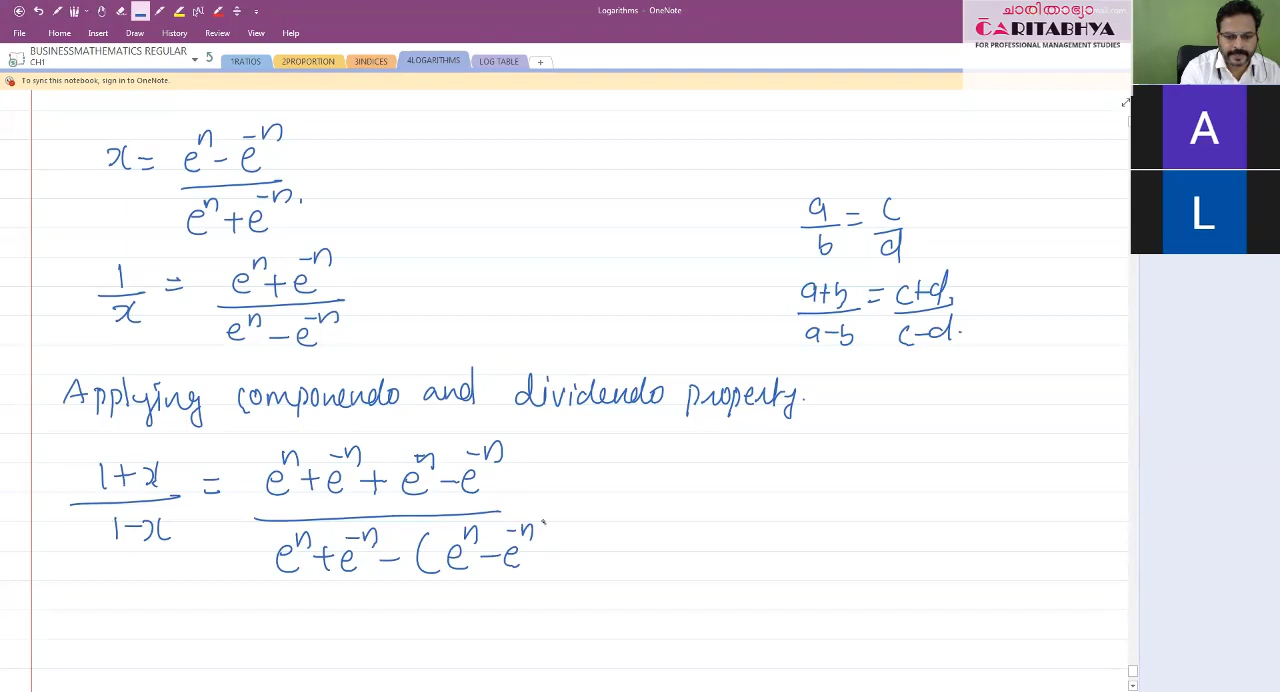 Logarithms - OneNote
File Home Insert Draw History Review View Help
ചാരിതാഭ്യാ
CARITABHYA
FOR PROFESSIONAL MANAGEMENT STUDIES
BUSINESSMATHEMATICS REGULAR
CH1
1RATIOS 2PROPORTION 3INDICES 4LOGARITHMS LOG TABLE +
To sync this notebook, sign in to OneNote.
A
L
x = (e^n - e^-n) / (e^n + e^-n).
1/x = (e^n + e^-n) / (e^n - e^-n)
a/b = c/d
(a+b)/(a-b) = (c+d)/(c-d).
Applying componendo and dividendo property.
(1+x)/(1-x) = (e^n + e^-n + e^n - e^-n) / (e^n + e^-n - (e^n - e^-n